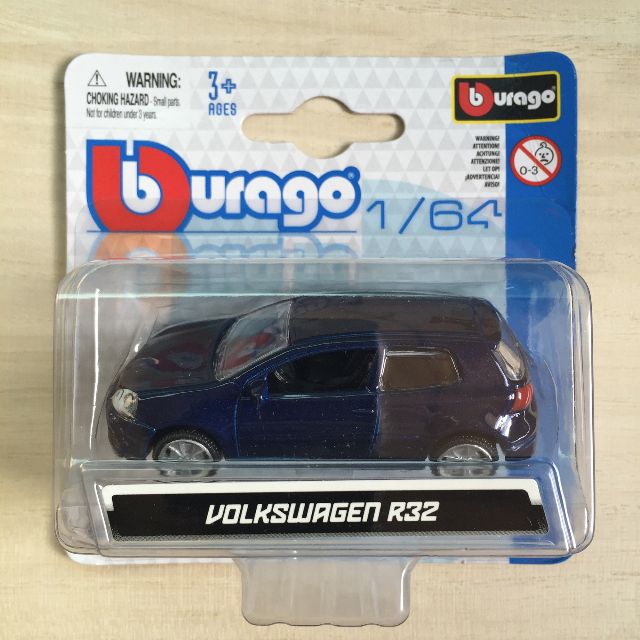 WARNING:
CHOKING HAZARD - Small parts.
Not for children under 3 years.
3+
AGES
burago
WARNING!
ATTENTION!
ACHTUNG!
ATTENZIONE!
LET OP!
¡ADVERTENCIA!
AVISO!
0-3
burago®
1/64
VOLKSWAGEN R32